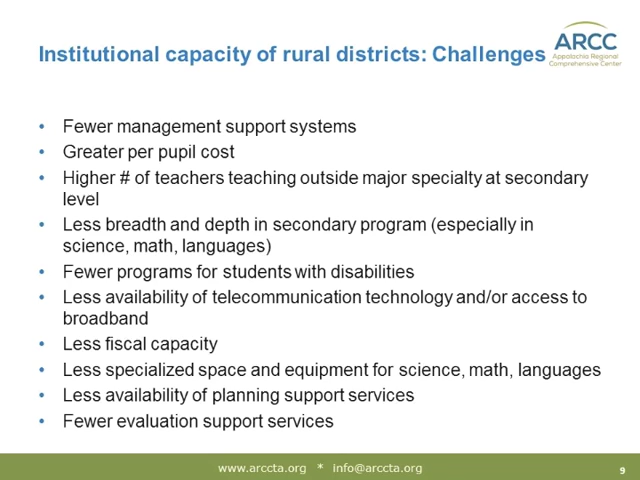 Institutional capacity of rural districts: Challenges
ARCC
Appalachia Regional
Comprehensive Center
• Fewer management support systems
• Greater per pupil cost
• Higher # of teachers teaching outside major specialty at secondary
level
• Less breadth and depth in secondary program (especially in
science, math, languages)
• Fewer programs for students with disabilities
• Less availability of telecommunication technology and/or access to
broadband
• Less fiscal capacity
• Less specialized space and equipment for science, math, languages
• Less availability of planning support services
• Fewer evaluation support services
www.arccta.org * info@arccta.org
9